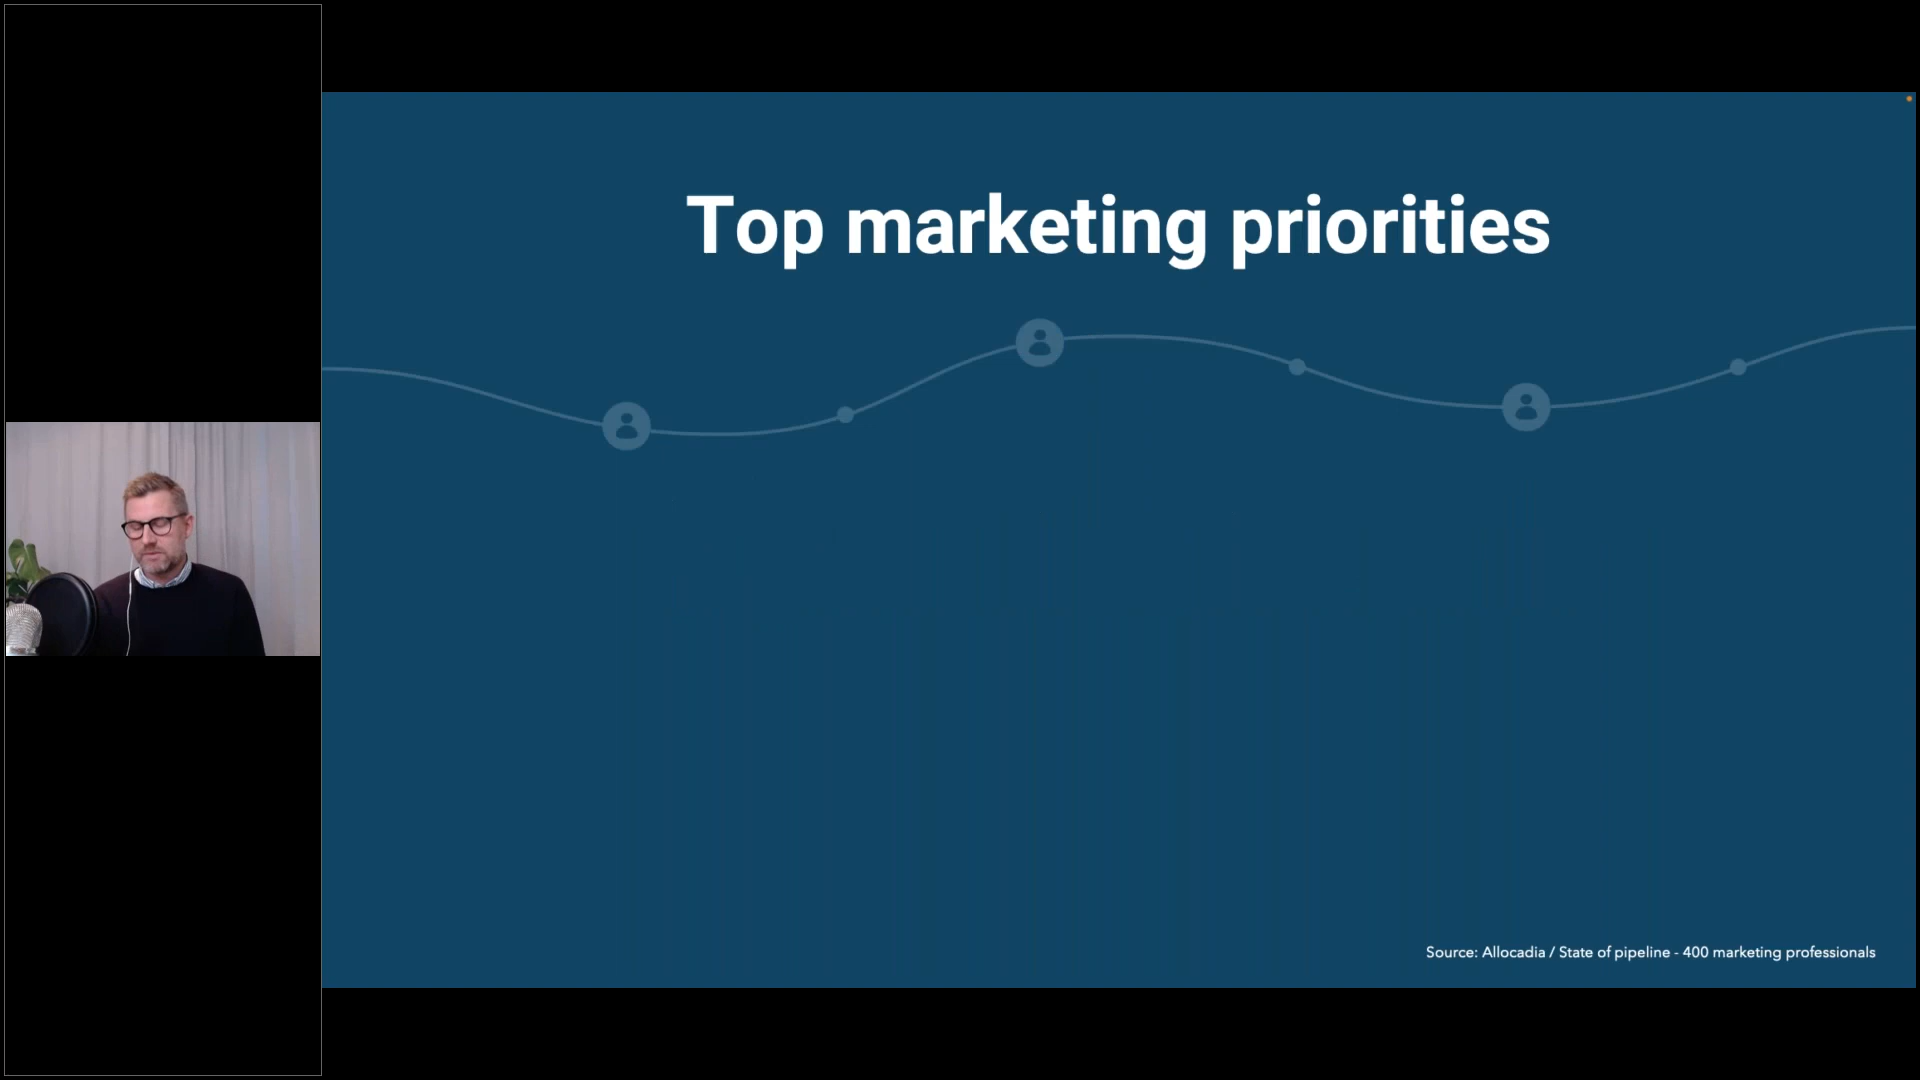 Top marketing priorities
Source: Allocadia / State of pipeline - 400 marketing professionals